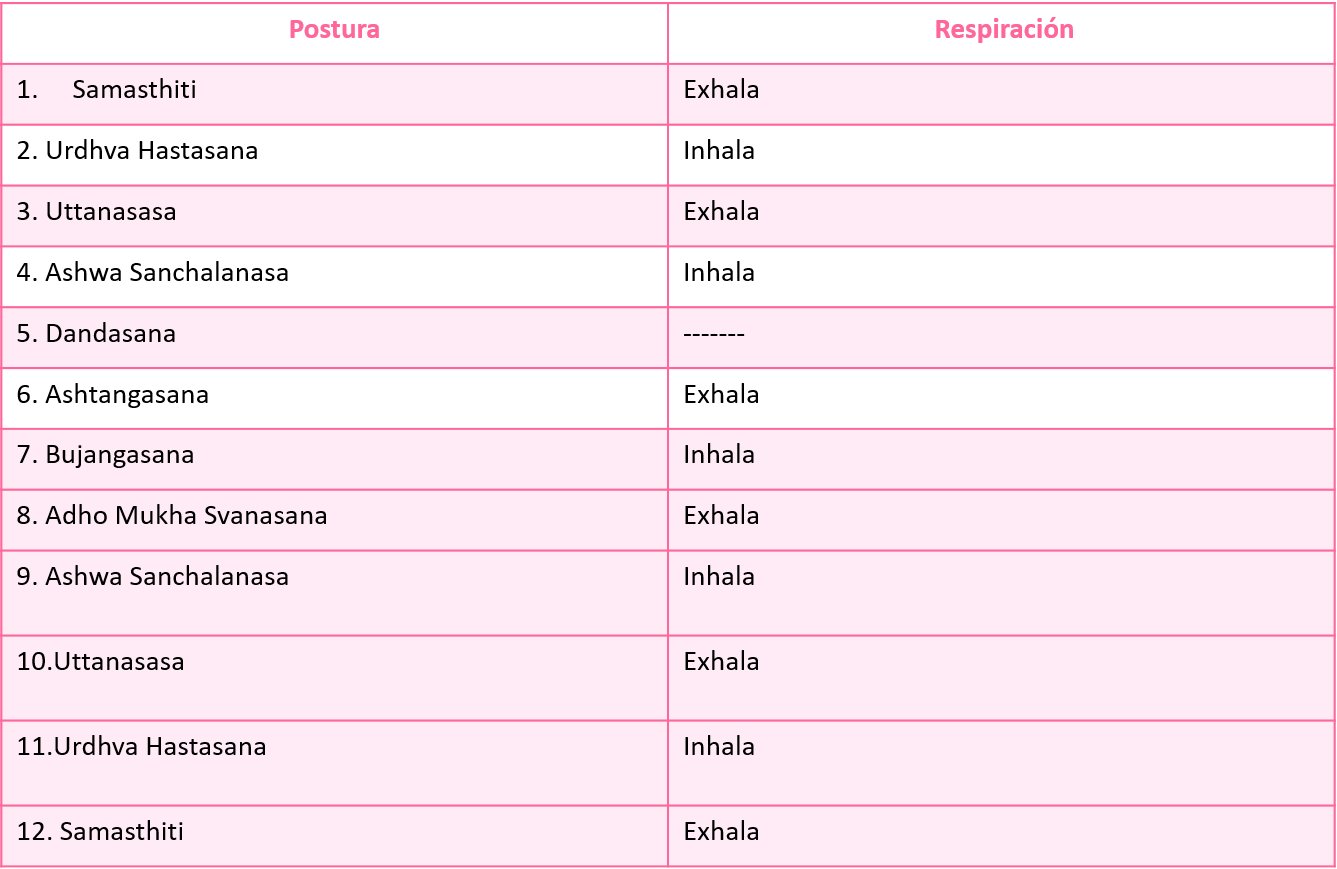 Postura Respiración
1. Samasthiti Exhala
2. Urdhva Hastasana Inhala
3. Uttanasasa Exhala
4. Ashwa Sanchalanasa Inhala
5. Dandasana -------
6. Ashtangasana Exhala
7. Bujangasana Inhala
8. Adho Mukha Svanasana Exhala
9. Ashwa Sanchalanasa Inhala
10.Uttanasasa Exhala
11.Urdhva Hastasana Inhala
12. Samasthiti Exhala